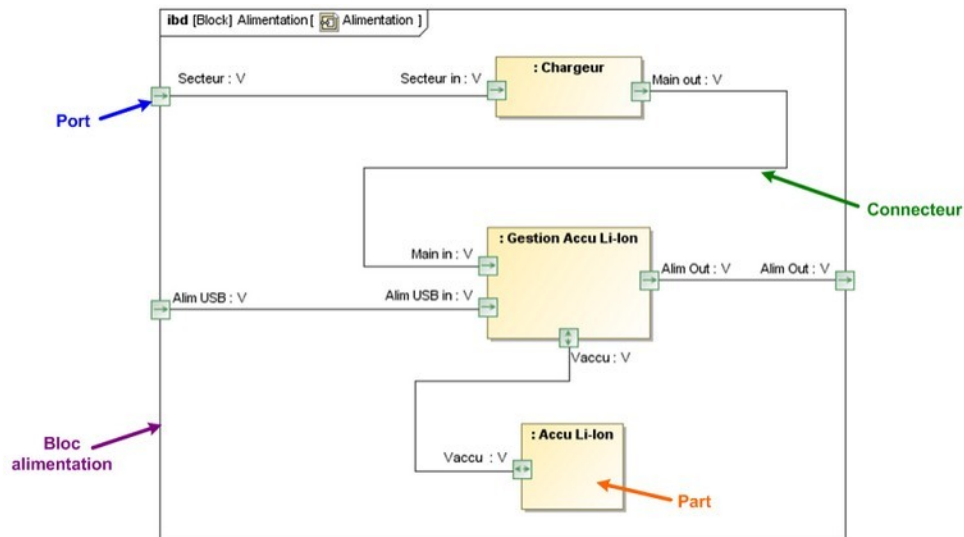 ibd [Block] Alimentation [ Alimentation ]
: Chargeur
Secteur : V
Secteur in : V
Main out : V
Port
Connecteur
: Gestion Accu Li-Ion
Main in : V
Alim Out : V
Alim Out : V
Alim USB : V
Alim USB in : V
Vaccu : V
Bloc
alimentation
: Accu Li-Ion
Vaccu : V
Part